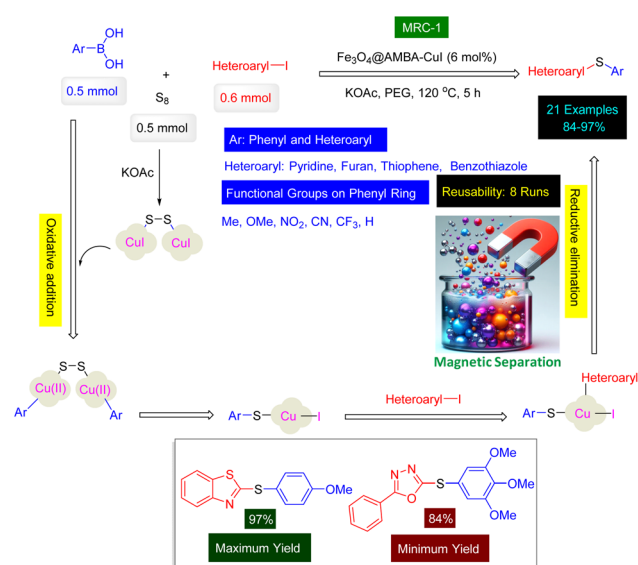 MRC-1
OH
Ar-B
OH
0.5 mmol
+
S8
0.5 mmol
Heteroaryl-I
0.6 mmol
Fe3O4@AMBA-CuI (6 mol%)
KOAc, PEG, 120 °C, 5 h
Heteroaryl S Ar
21 Examples
84-97%
Ar: Phenyl and Heteroaryl
Heteroaryl: Pyridine, Furan, Thiophene, Benzothiazole
Functional Groups on Phenyl Ring
Me, OMe, NO2, CN, CF3, H
KOAc
S-S
CuI CuI
Oxidative addition
Reusability: 8 Runs
Magnetic Separation
Reductive elimination
S-S
Cu(II) Cu(II)
Ar Ar
Ar-S Cu-I
Heteroaryl-I
Heteroaryl
Ar-S Cu-I
S
N
S
OMe
97%
Maximum Yield
N-N
O
S
OMe
OMe
OMe
84%
Minimum Yield